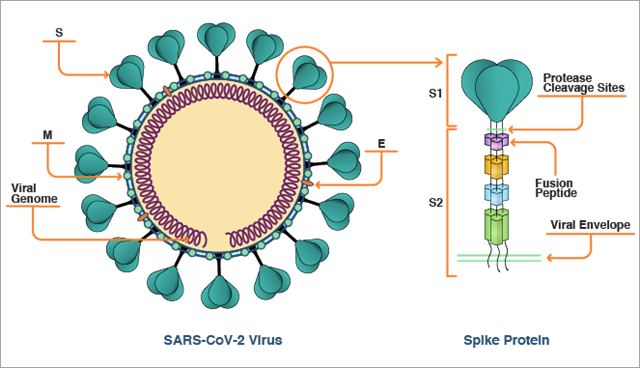 S
M
Viral
Genome
E
SARS-CoV-2 Virus
S1
S2
Protease
Cleavage Sites
Fusion
Peptide
Viral Envelope
Spike Protein